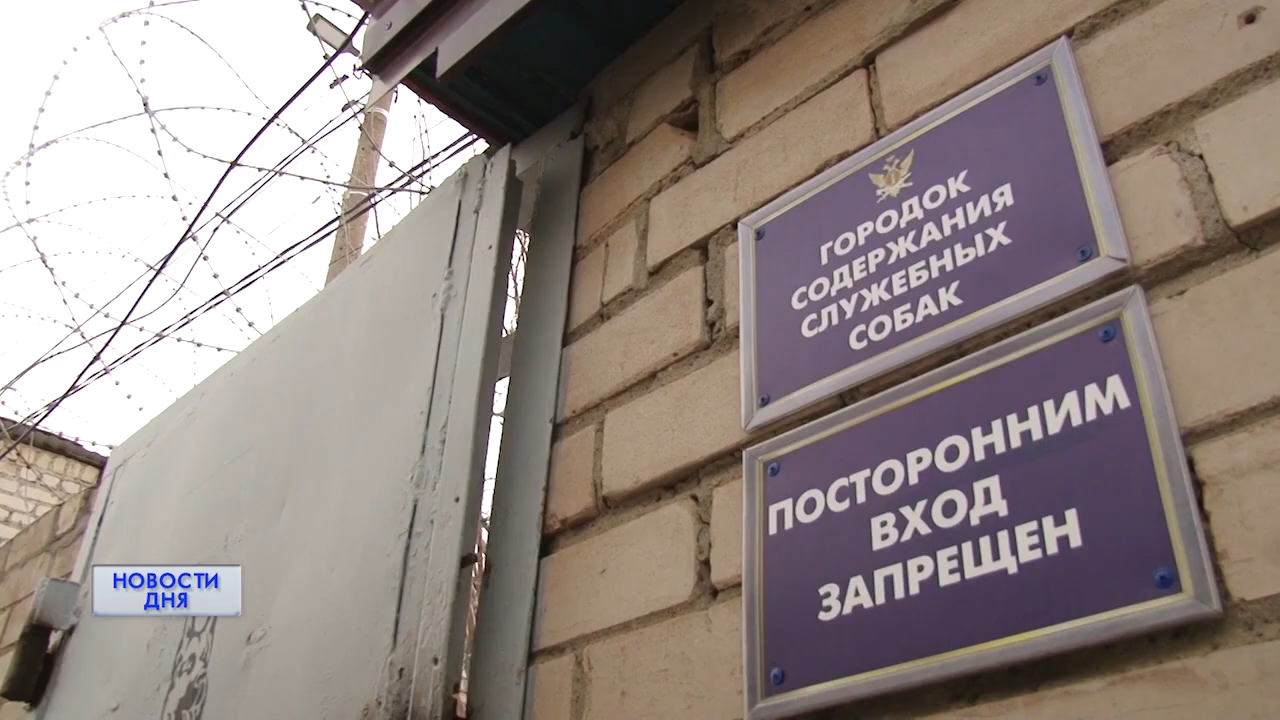 ГОРОДОК
СОДЕРЖАНИЯ
СЛУЖЕБНЫХ
СОБАК
ПОСТОРОННИМ
ВХОД
ЗАПРЕЩЕН
НОВОСТИ
ДНЯ